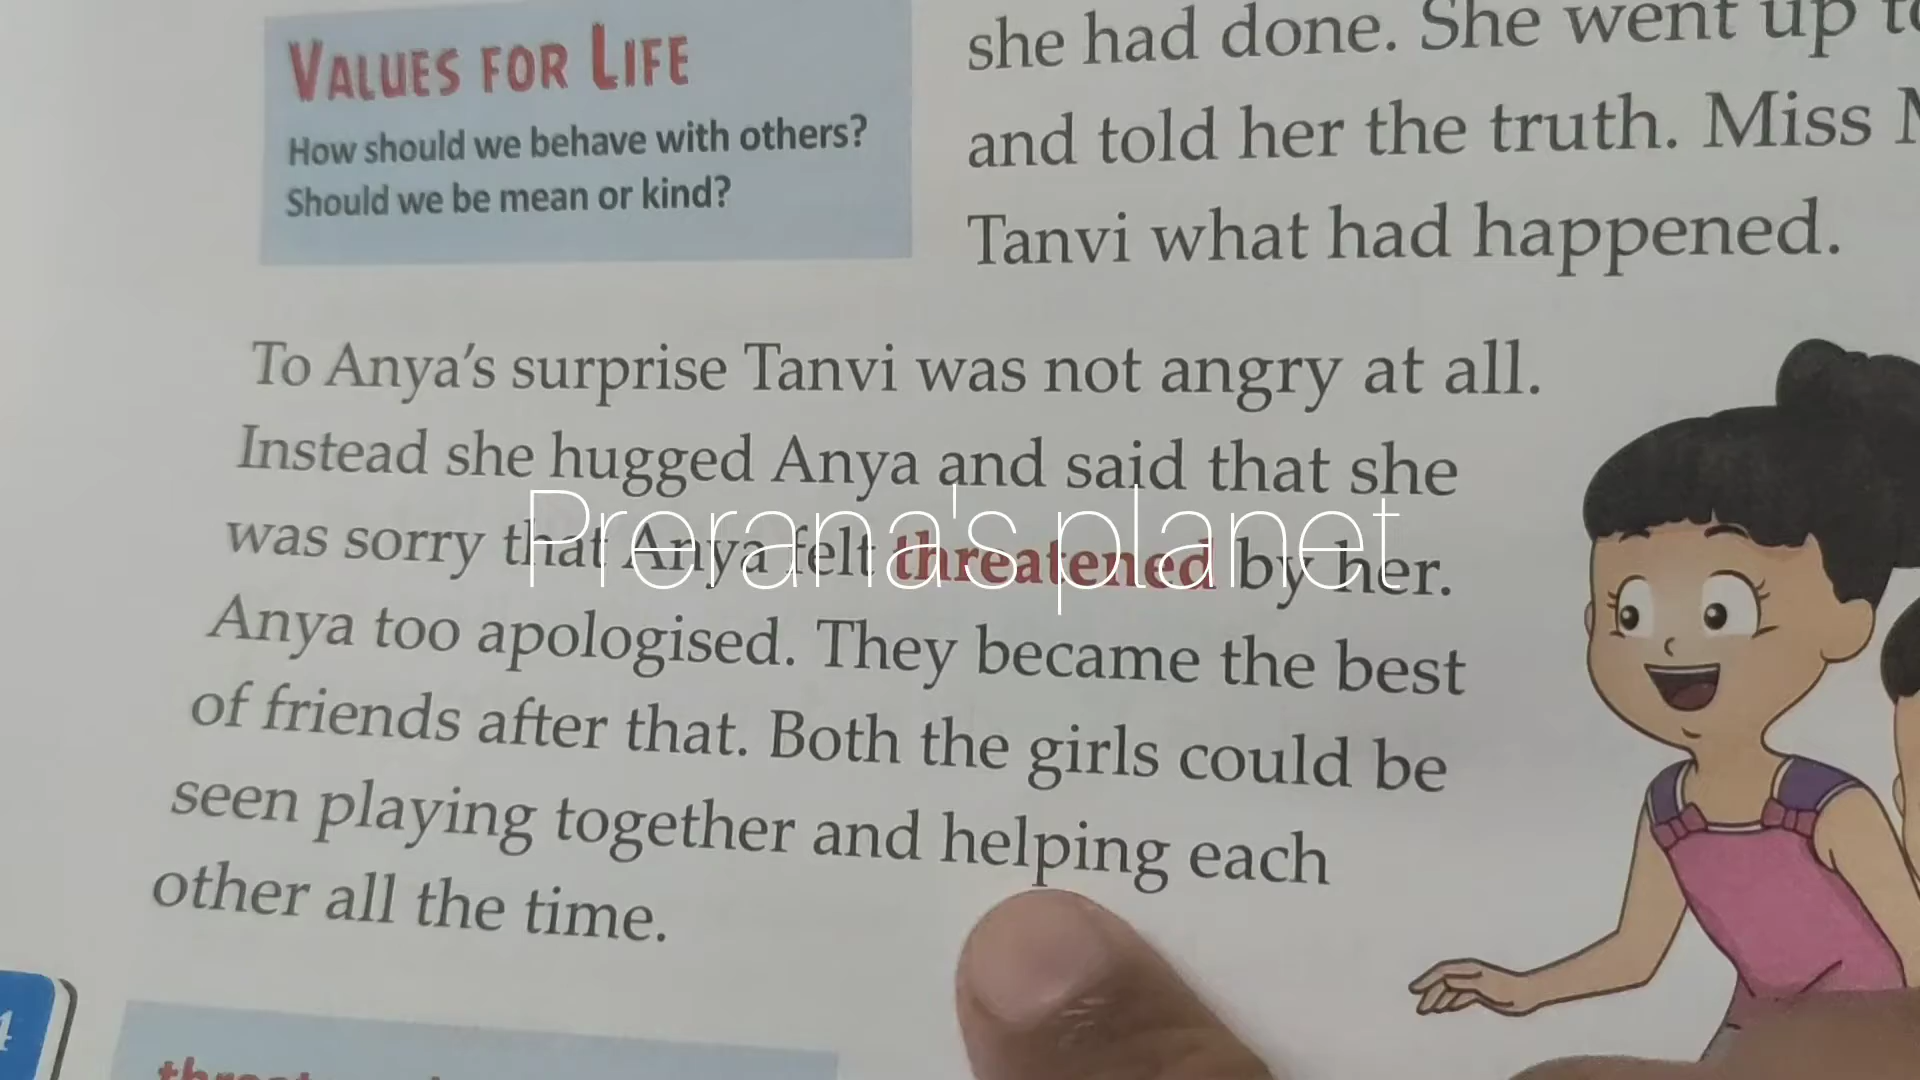 VALUES FOR LIFE
How should we behave with others?
Should we be mean or kind?
she had done. She went up
and told her the truth. Miss
Tanvi what had happened.
To Anya's surprise Tanvi was not angry at all.
Instead she hugged Anya and said that she
was sorry that Anya felt threatened by her.
Anya too apologised. They became the best
of friends after that. Both the girls could be
seen playing together and helping each
other all the time.
Prerana's planet
4